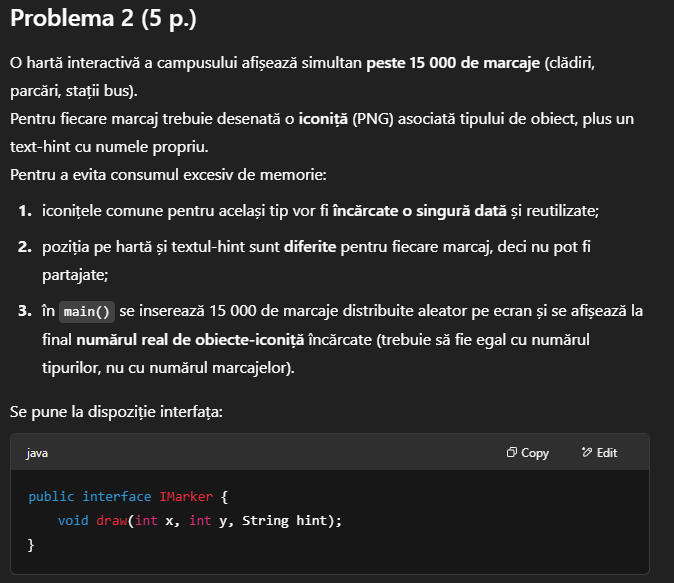 Problema 2 (5 p.)
O hartă interactivă a campusului afișează simultan peste 15 000 de marcaje (clădiri,
parcări, stații bus).
Pentru fiecare marcaj trebuie desenată o iconiță (PNG) asociată tipului de obiect, plus un
text-hint cu numele propriu.
Pentru a evita consumul excesiv de memorie:
1. iconițele comune pentru același tip vor fi încărcate o singură dată și reutilizate;
2. poziția pe hartă și textul-hint sunt diferite pentru fiecare marcaj, deci nu pot fi
partajate;
3. în main() se inserează 15 000 de marcaje distribuite aleator pe ecran și se afișează la
final numărul real de obiecte-iconiță încărcate (trebuie să fie egal cu numărul
tipurilor, nu cu numărul marcajelor).
Se pune la dispoziție interfața:
java Copy Edit
public interface IMarker {
    void draw(int x, int y, String hint);
}